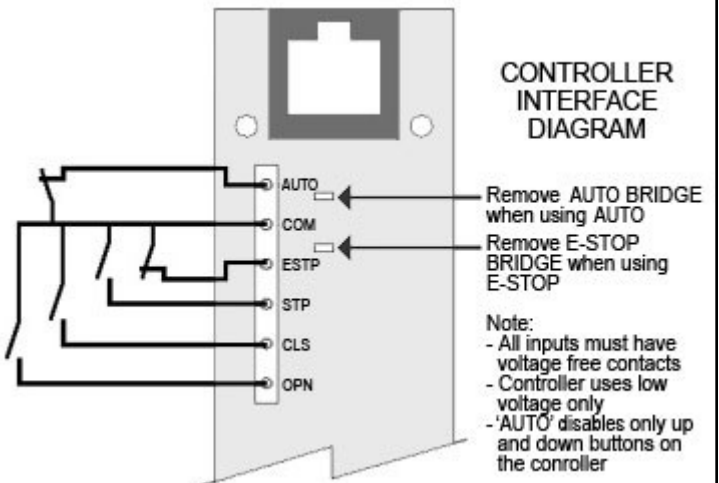 CONTROLLER
INTERFACE
DIAGRAM
AUTO
COM
ESTP
STP
CLS
OPN
Remove AUTO BRIDGE
when using AUTO
Remove E-STOP
BRIDGE when using
E-STOP
Note:
- All inputs must have
voltage free contacts
- Controller uses low
voltage only
-'AUTO' disables only up
and down buttons on
the conroller